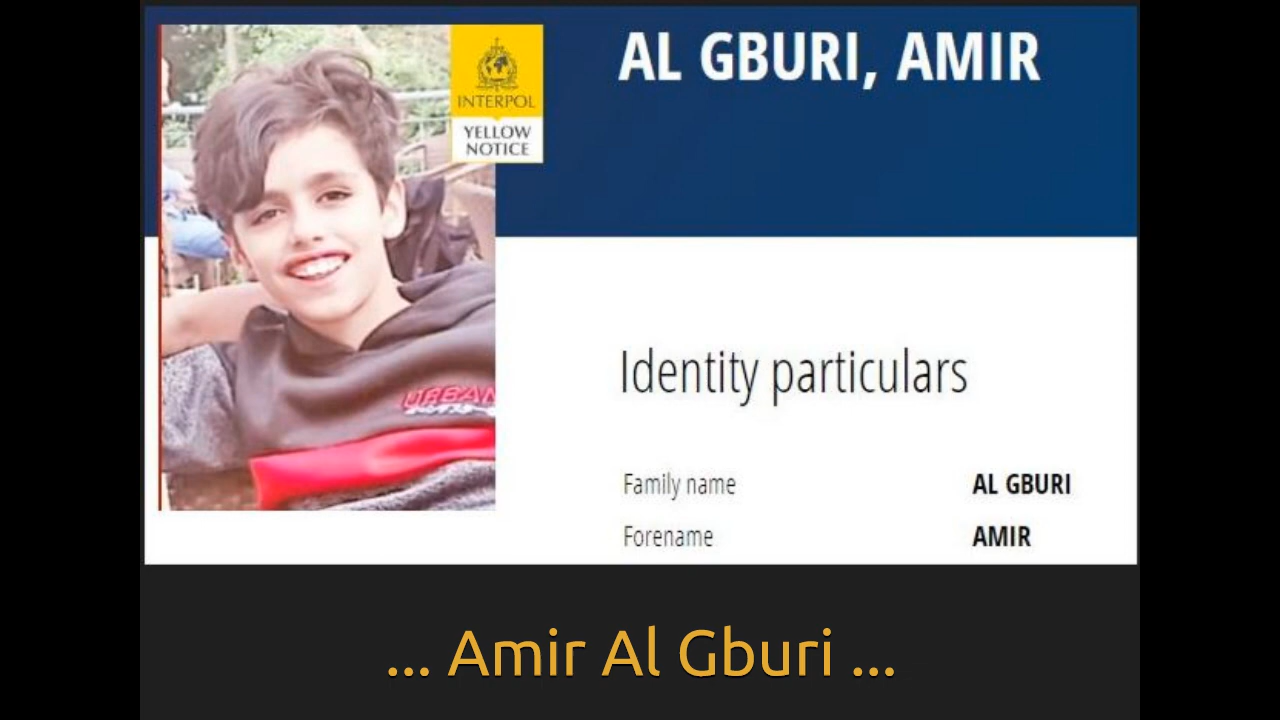 AL GBURI, AMIR
INTERPOL
YELLOW
NOTICE
URBAN
Identity particulars
Family name AL GBURI
Forename AMIR
... Amir Al Gburi ...